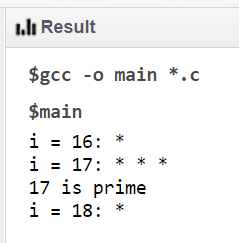 Result
$gcc -o main *.c
$main
i = 16: *
i = 17: * * *
17 is prime
i = 18: *